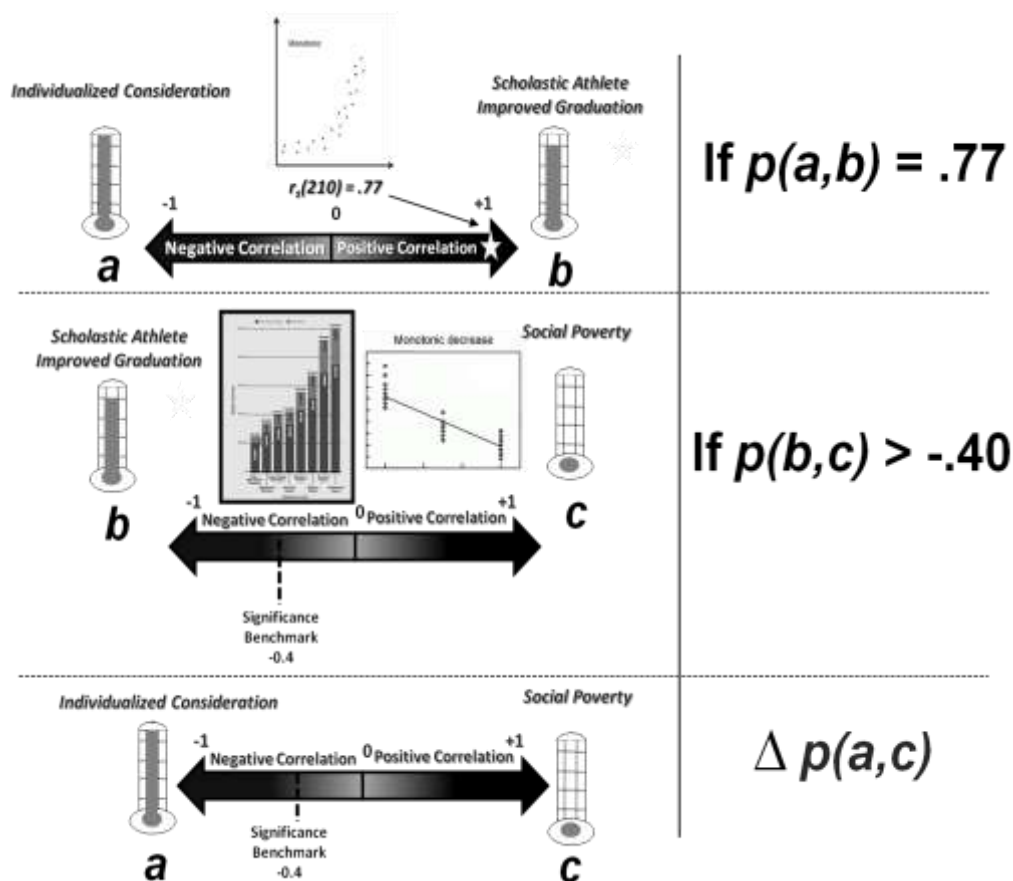 Monotonic
Individualized Consideration
Scholastic Athlete
Improved Graduation
If p(a,b) = .77
rs(210) = .77
-1
0
+1
Negative Correlation
Positive Correlation
a
b
Scholastic Athlete
Improved Graduation
Monotonic decrease
Social Poverty
If p(b,c) > -.40
b
c
-1
0
+1
Negative Correlation
Positive Correlation
Significance
Benchmark
-0.4
Individualized Consideration
Social Poverty
-1
0
+1
Negative Correlation
Positive Correlation
Δ p(a,c)
Significance
Benchmark
-0.4
a
c